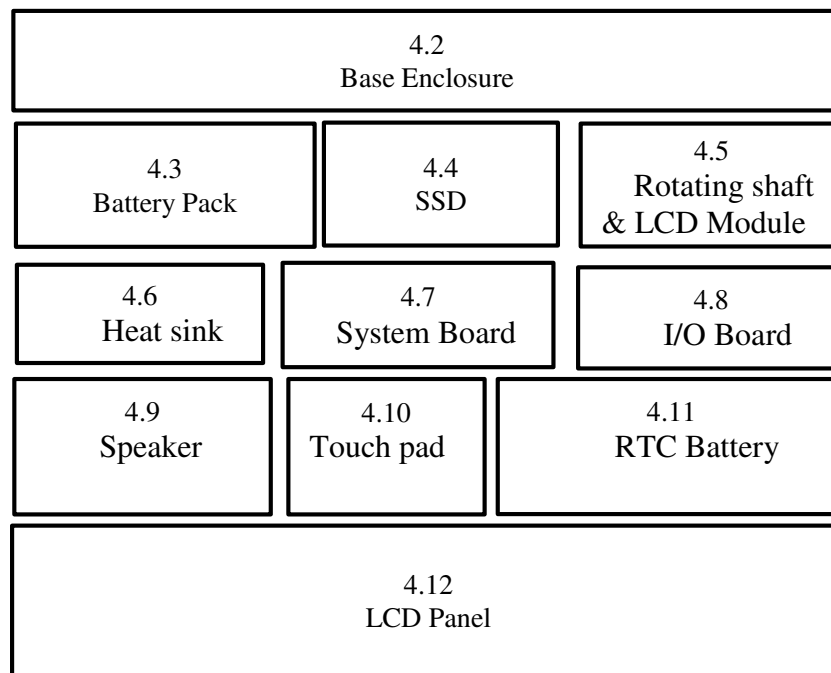 4.2
Base Enclosure
4.3
Battery Pack
4.4
SSD
4.5
Rotating shaft
& LCD Module
4.6
Heat sink
4.7
System Board
4.8
I/O Board
4.9
Speaker
4.10
Touch pad
4.11
RTC Battery
4.12
LCD Panel